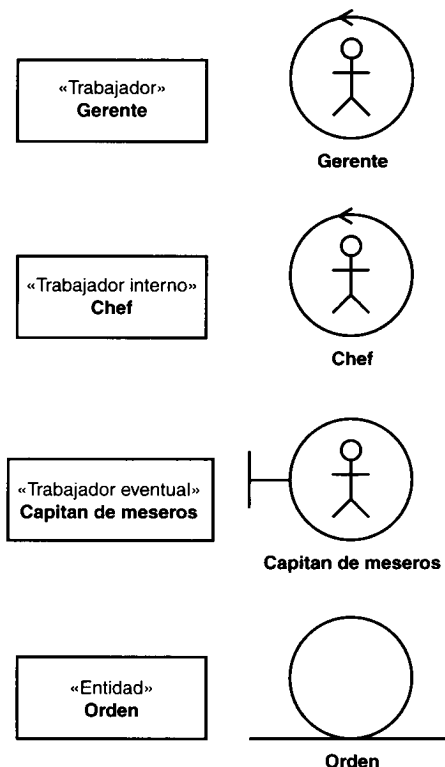 «Trabajador»
Gerente
Gerente
«Trabajador interno»
Chef
Chef
«Trabajador eventual»
Capitan de meseros
Capitan de meseros
«Entidad»
Orden
Orden